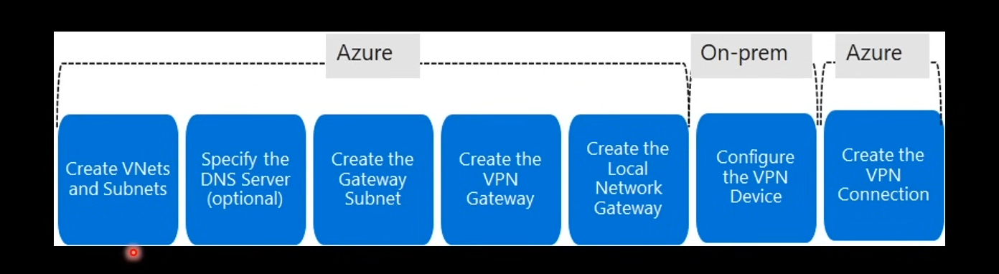 Azure
On-prem
Azure
Create VNets
and Subnets
Specify the
DNS Server
(optional)
Create the
Gateway
Subnet
Create the
VPN
Gateway
Create the
Local
Network
Gateway
Configure
the VPN
Device
Create the
VPN
Connection